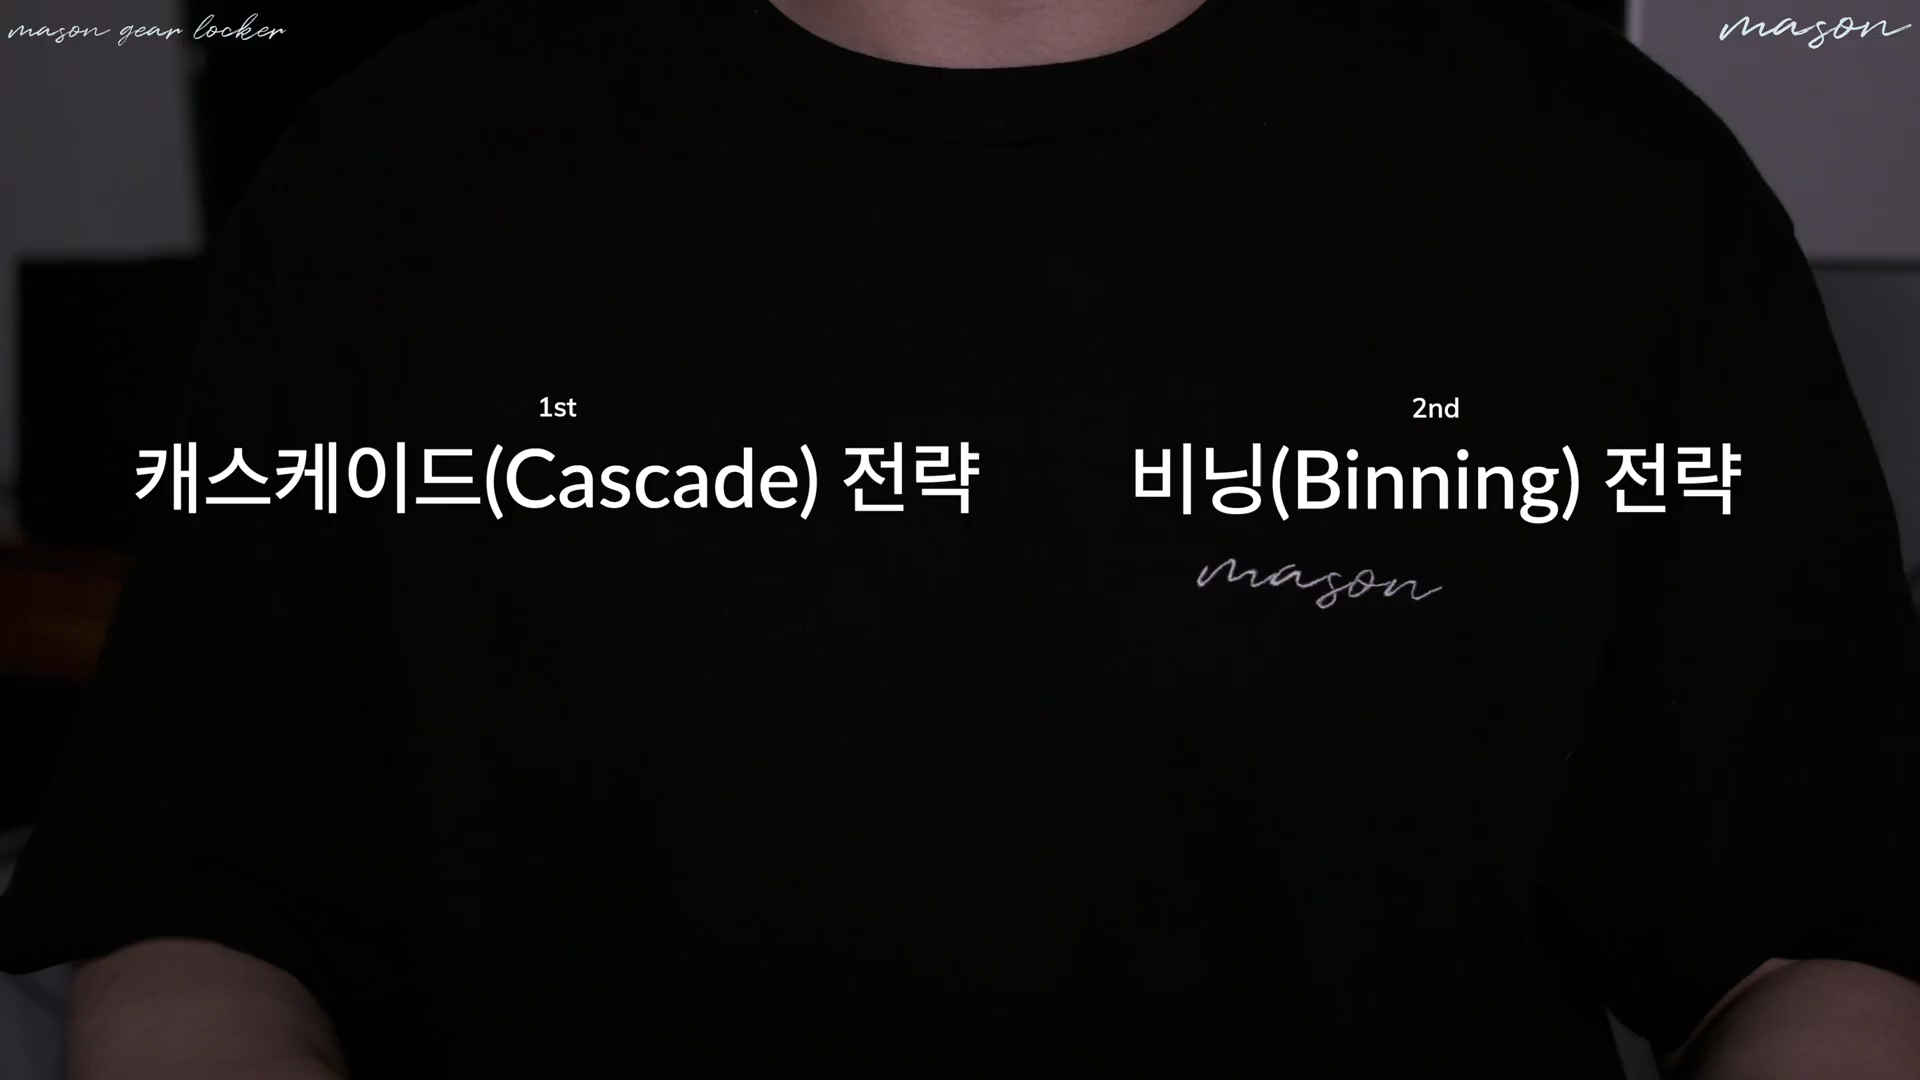 mason gear locker
mason
1st
캐스케이드(Cascade) 전략
2nd
비닝(Binning) 전략
mason